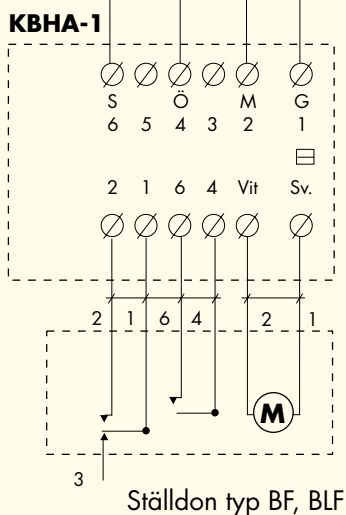 KBHA-1
S Ö M G
6 5 4 3 2 1
2 1 6 4 Vit Sv.
2 1 6 4 2 1
M
3
Ställdon typ BF, BLF